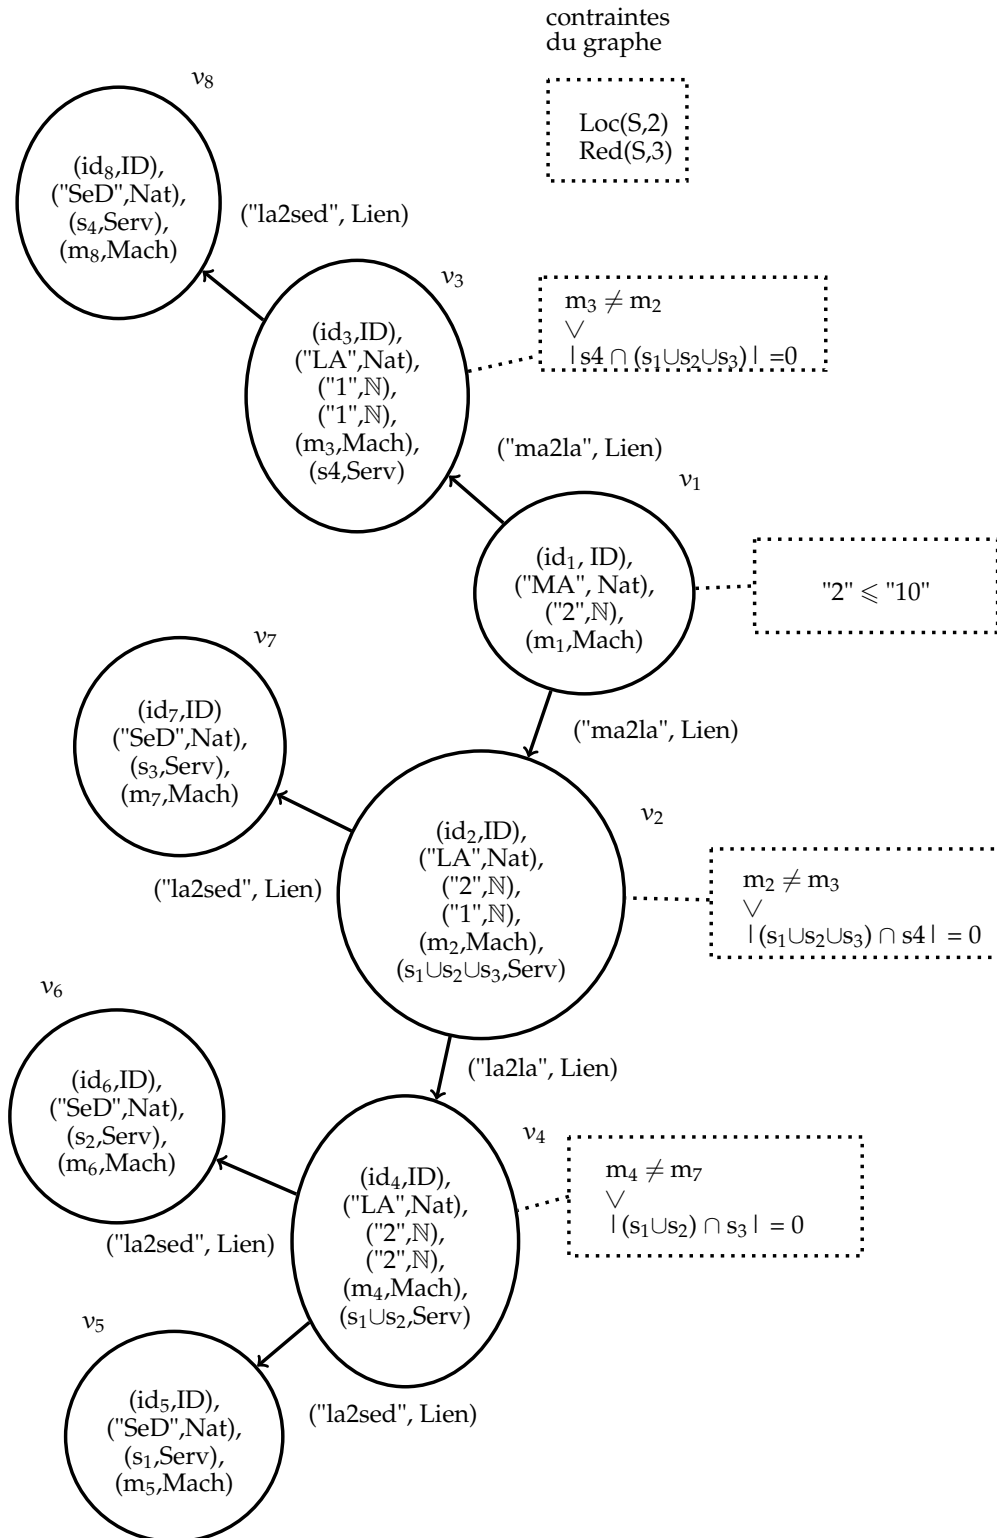 contraintes
du graphe
Loc(S,2)
Red(S,3)
v₈
(id₈,ID),
("SeD",Nat),
(s₄,Serv),
(m₈,Mach)
("la2sed", Lien)
v₃
(id₃,ID),
("LA",Nat),
("1",ℕ),
("1",ℕ),
(m₃,Mach),
(s4,Serv)
m₃ ≠ m₂
∨
|s4 ∩ (s₁∪s₂∪s₃)| =0
("ma2la", Lien)
v₁
(id₁, ID),
("MA", Nat),
("2",ℕ),
(m₁,Mach)
"2" ⩽ "10"
v₇
(id₇,ID)
("SeD",Nat),
(s₃,Serv),
(m₇,Mach)
("ma2la", Lien)
("la2sed", Lien)
v₂
(id₂,ID),
("LA",Nat),
("2",ℕ),
("1",ℕ),
(m₂,Mach),
(s₁∪s₂∪s₃,Serv)
m₂ ≠ m₃
∨
|(s₁∪s₂∪s₃) ∩ s4| = 0
v₆
(id₆,ID),
("SeD",Nat),
(s₂,Serv),
(m₆,Mach)
("la2la", Lien)
("la2sed", Lien)
v₄
(id₄,ID),
("LA",Nat),
("2",ℕ),
("2",ℕ),
(m₄,Mach),
(s₁∪s₂,Serv)
m₄ ≠ m₇
∨
|(s₁∪s₂) ∩ s₃| = 0
v₅
(id₅,ID),
("SeD",Nat),
(s₁,Serv),
(m₅,Mach)
("la2sed", Lien)